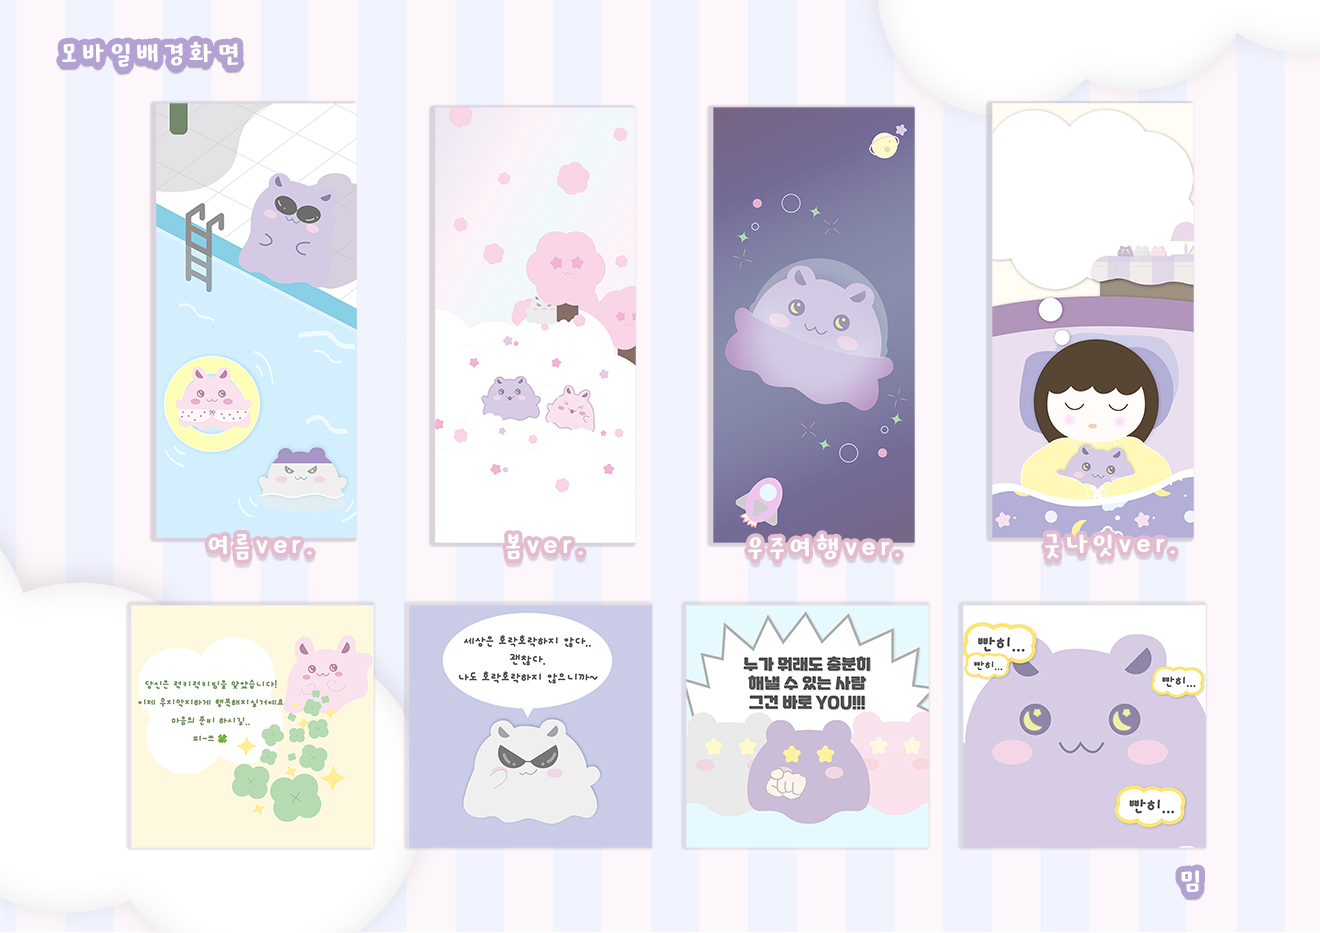 모바일배경화면
여름ver.
봄ver.
우주여행ver.
굿나잇ver.
당신은 럭키럭키빔을 맞았습니다!
이제 무지막지하게 행복해지실거예요
마음의 준비 하시길..
피-쓰
세상은 호락호락하지 않다..
괜찮다.
나도 호락호락하지 않으니까~
누가 뭐래도 충분히
해낼 수 있는 사람
그건 바로 YOU!!!
빤히...
빤히...
빤히...
빤히...
밈